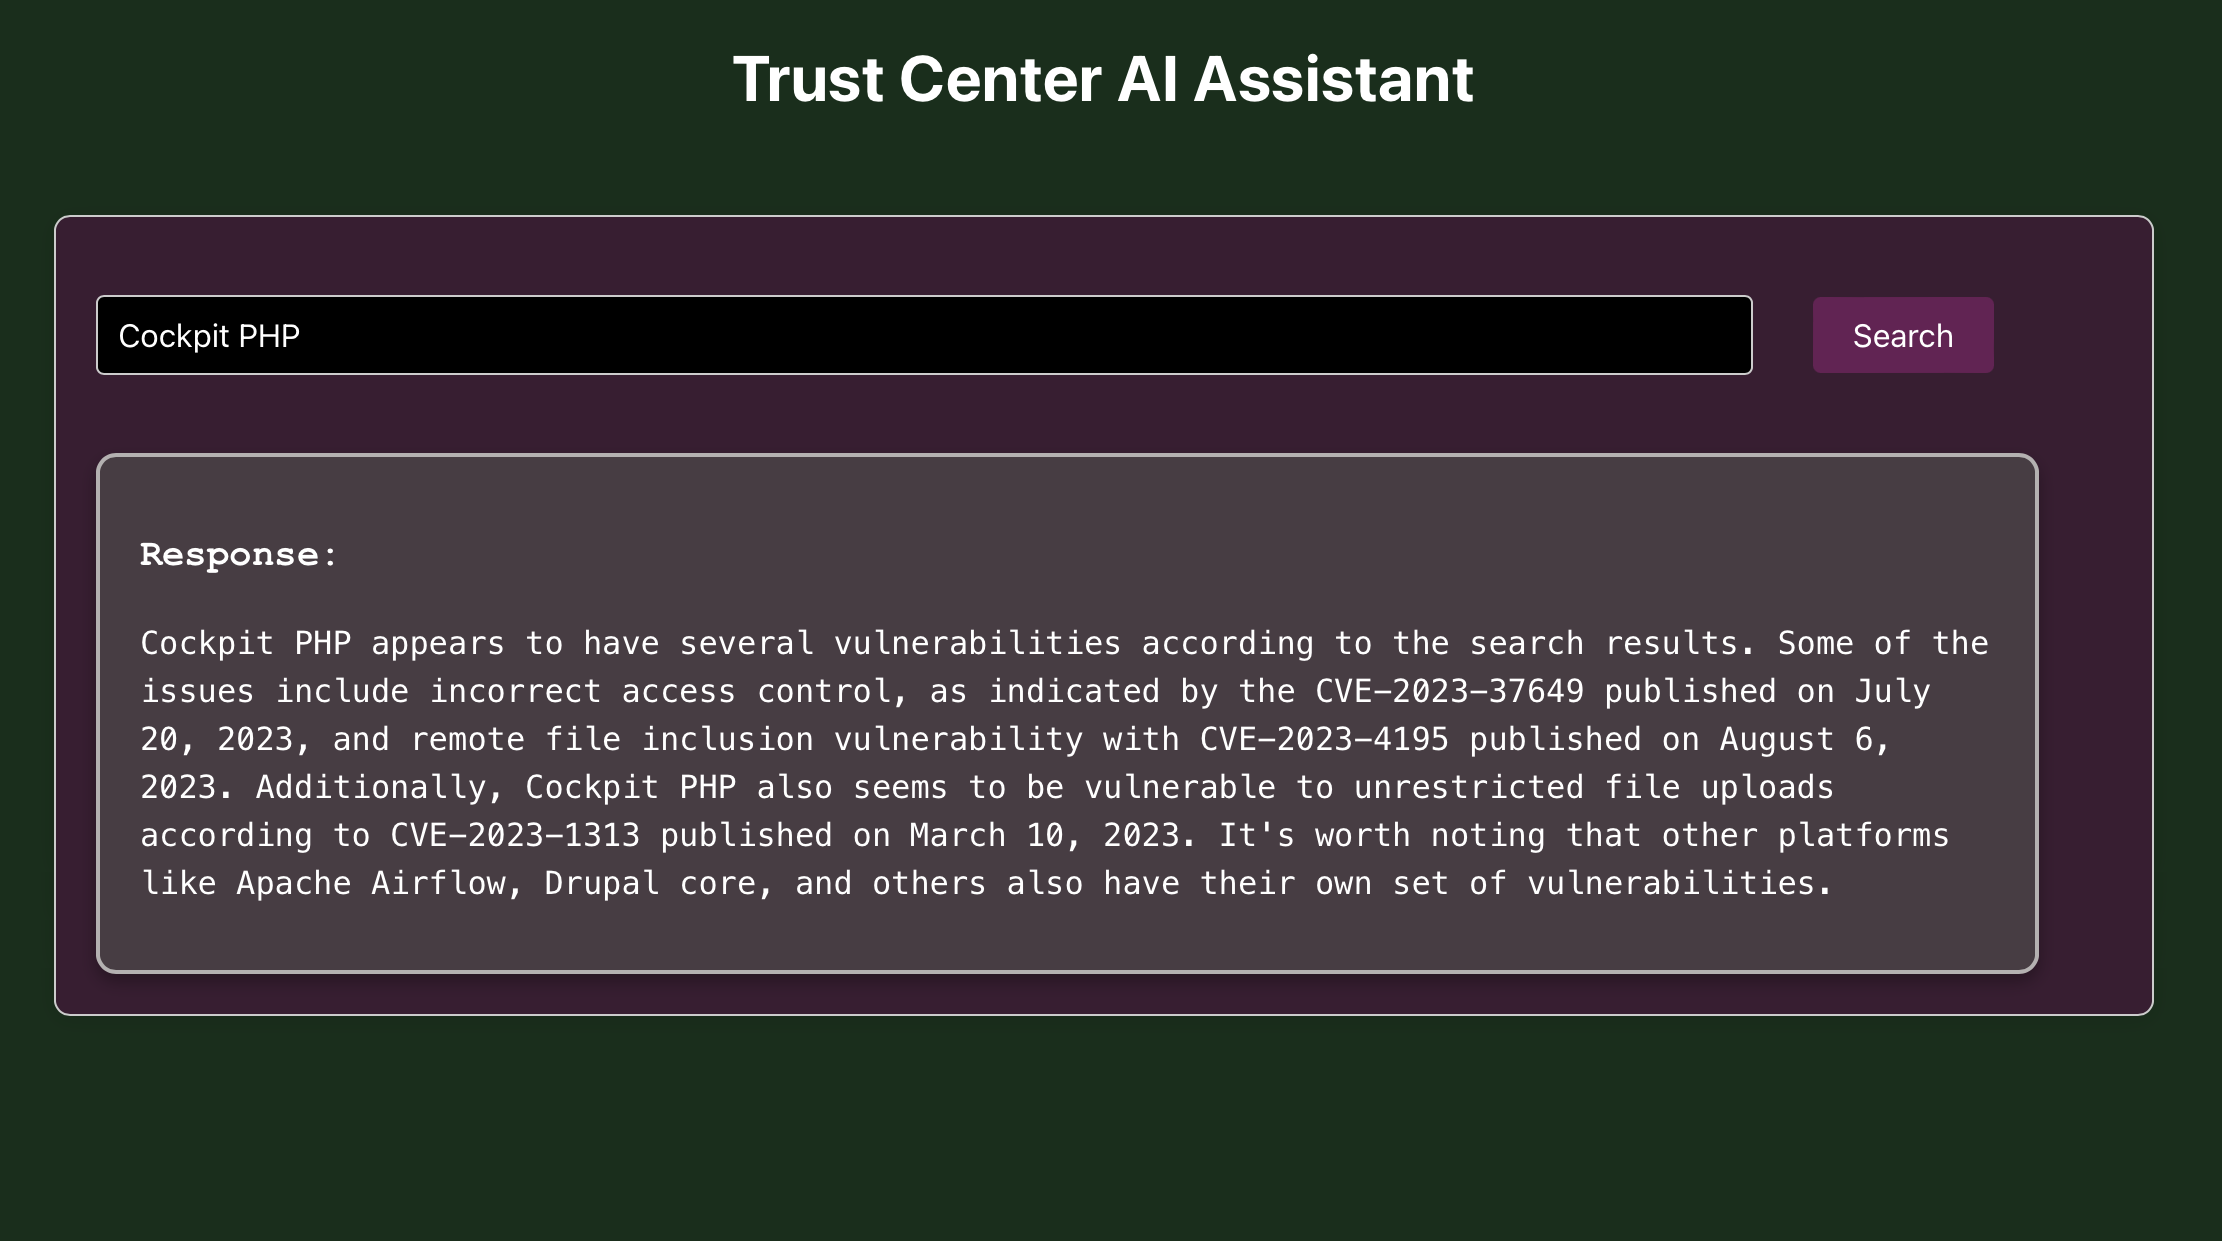 Trust Center AI Assistant
Cockpit PHP
Search
Response:
Cockpit PHP appears to have several vulnerabilities according to the search results. Some of the
issues include incorrect access control, as indicated by the CVE-2023-37649 published on July
20, 2023, and remote file inclusion vulnerability with CVE-2023-4195 published on August 6,
2023. Additionally, Cockpit PHP also seems to be vulnerable to unrestricted file uploads
according to CVE-2023-1313 published on March 10, 2023. It's worth noting that other platforms
like Apache Airflow, Drupal core, and others also have their own set of vulnerabilities.